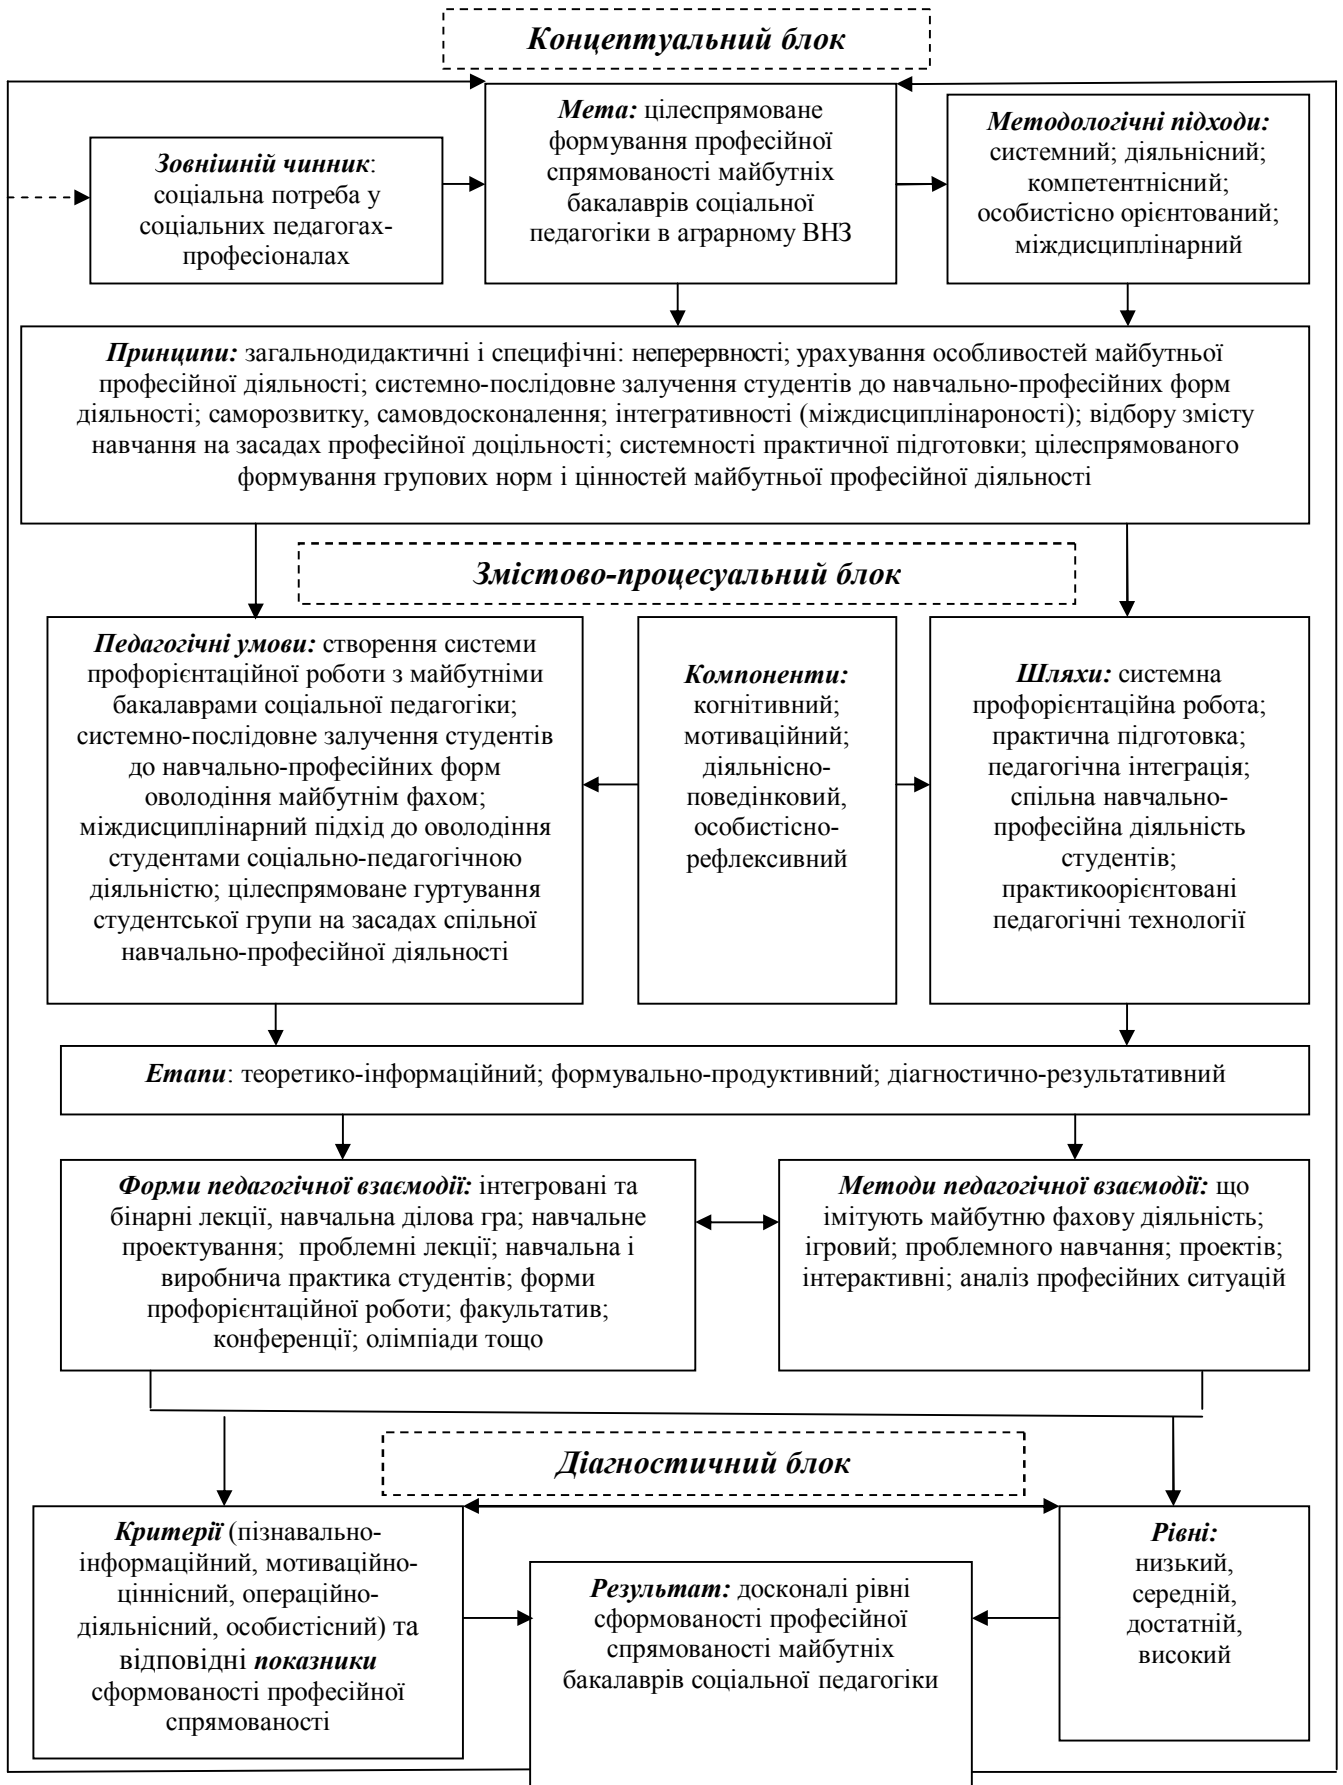 Концептуальний блок
Зовнішній чинник:
соціальна потреба у
соціальних педагогах-
професіоналах
Мета: цілеспрямоване
формування професійної
спрямованості майбутніх
бакалаврів соціальної
педагогіки в аграрному ВНЗ
Методологічні підходи:
системний; діяльнісний;
компетентнісний;
особистісно орієнтований;
міждисциплінарний
Принципи: загальнодидактичні і специфічні: неперервності; урахування особливостей майбутньої
професійної діяльності; системно-послідовне залучення студентів до навчально-професійних форм
діяльності; саморозвитку, самовдосконалення; інтегративності (міждисциплінароності); відбору змісту
навчання на засадах професійної доцільності; системності практичної підготовки; цілеспрямованого
формування групових норм і цінностей майбутньої професійної діяльності
Змістово-процесуальний блок
Педагогічні умови: створення системи
профорієнтаційної роботи з майбутніми
бакалаврами соціальної педагогіки;
системно-послідовне залучення студентів
до навчально-професійних форм
оволодіння майбутнім фахом;
міждисциплінарний підхід до оволодіння
студентами соціально-педагогічною
діяльністю; цілеспрямоване гуртування
студентської групи на засадах спільної
навчально-професійної діяльності
Компоненти:
когнітивний;
мотиваційний;
діяльнісно-
поведінковий,
особистісно-
рефлексивний
Шляхи: системна
профорієнтаційна робота;
практична підготовка;
педагогічна інтеграція;
спільна навчально-
професійна діяльність
студентів;
практикоорієнтовані
педагогічні технології
Етапи: теоретико-інформаційний; формувально-продуктивний; діагностично-результативний
Форми педагогічної взаємодії: інтегровані та
бінарні лекції, навчальна ділова гра; навчальне
проектування; проблемні лекції; навчальна і
виробнича практика студентів; форми
профорієнтаційної роботи; факультатив;
конференції; олімпіади тощо
Методи педагогічної взаємодії: що
імітують майбутню фахову діяльність;
ігровий; проблемного навчання; проектів;
інтерактивні; аналіз професійних ситуацій
Діагностичний блок
Критерії (пізнавально-
інформаційний, мотиваційно-
ціннісний, операційно-
діяльнісний, особистісний) та
відповідні показники
сформованості професійної
спрямованості
Результат: досконалі рівні
сформованості професійної
спрямованості майбутніх
бакалаврів соціальної педагогіки
Рівні:
низький,
середній,
достатній,
високий